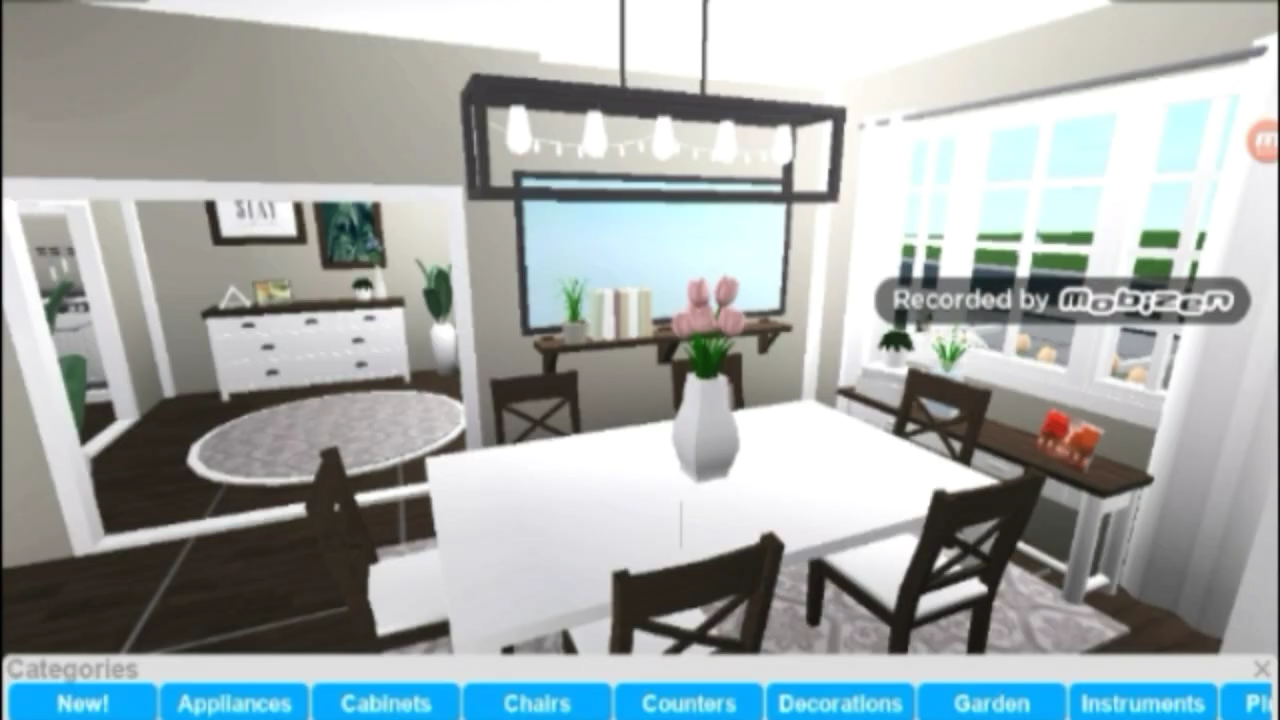 STAY
Recorded by mobizen
Categories
New!
Appliances
Cabinets
Chairs
Counters
Decorations
Garden
Instruments